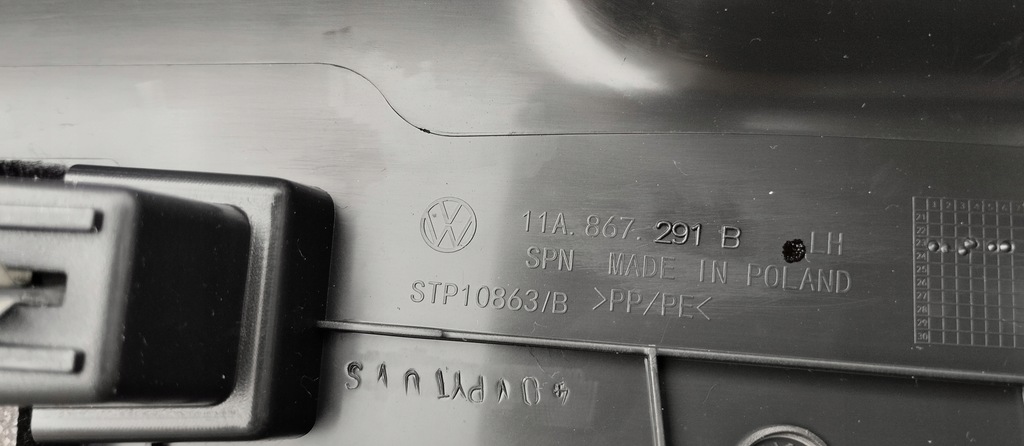 11A. 867. 291 B LH
SPN MADE IN POLAND
STP10863/B >PP/PE<